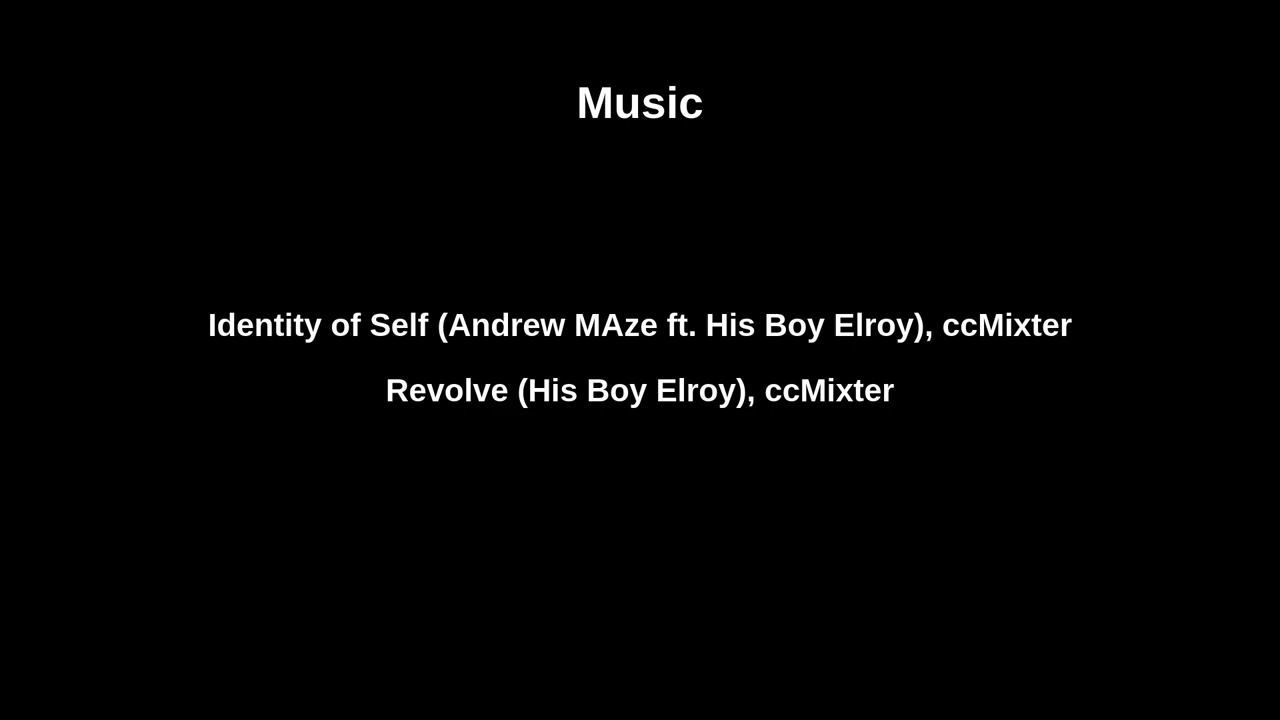 Music
Identity of Self (Andrew MAze ft. His Boy Elroy), ccMixter
Revolve (His Boy Elroy), ccMixter